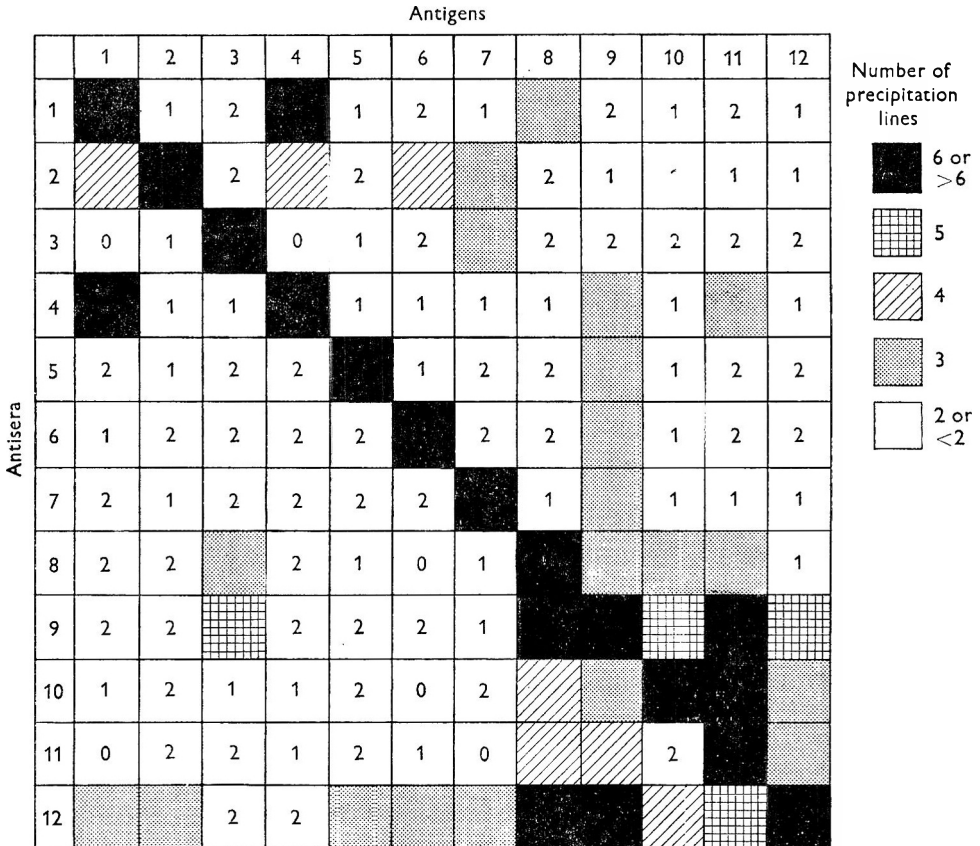 Antigens
1 2 3 4 5 6 7 8 9 10 11 12
Number of
precipitation
lines
1 1 2 1 2 1 2 1 2 1
6 or
>6
2 2 2 2 1 1 1
5
3 0 1 0 1 2 2 2 2 2 2
4 1 1 1 1 1 1 1 1
4
5 2 1 2 2 1 2 2 1 2 2
3
6 1 2 2 2 2 2 2 1 2 2
2 or
<2
Antisera
7 2 1 2 2 2 2 1 1 1 1
8 2 2 2 1 0 1 1
9 2 2 2 2 2 1
10 1 2 1 1 2 0 2
11 0 2 2 1 2 1 0 2
12 2 2